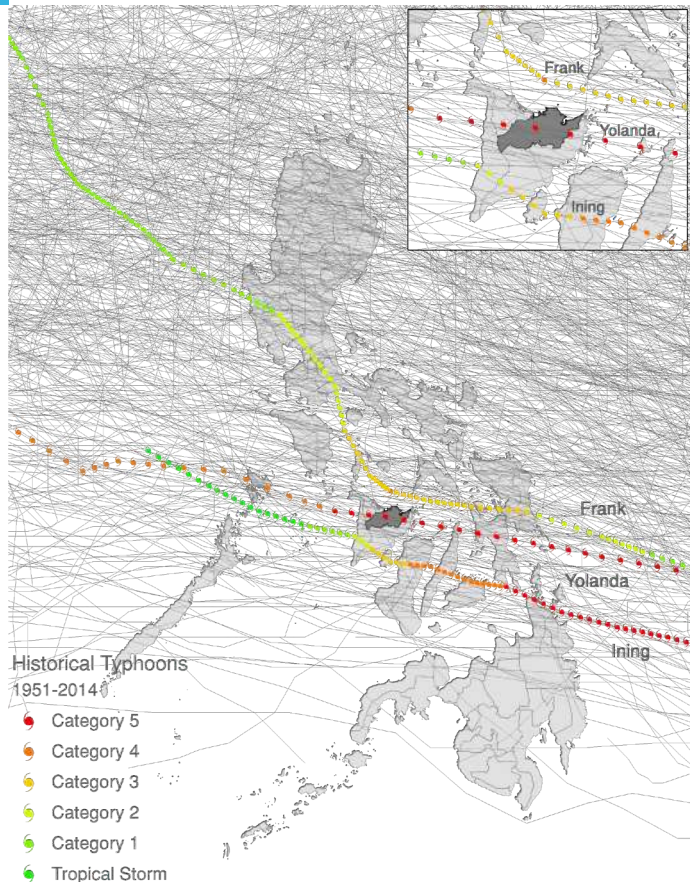 Frank
Yolanda
Ining
Frank
Yolanda
Ining
Historical Typhoons
1951-2014
Category 5
Category 4
Category 3
Category 2
Category 1
Tropical Storm